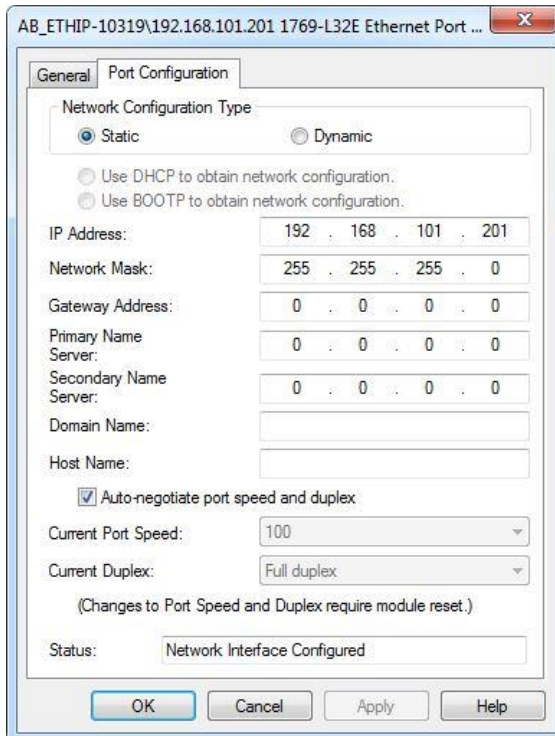 AB_ETHIP-10319\192.168.101.201 1769-L32E Ethernet Port ...
General Port Configuration
Network Configuration Type
Static Dynamic
Use DHCP to obtain network configuration.
Use BOOTP to obtain network configuration.
IP Address: 192 . 168 . 101 . 201
Network Mask: 255 . 255 . 255 . 0
Gateway Address: 0 . 0 . 0 . 0
Primary Name
Server: 0 . 0 . 0 . 0
Secondary Name
Server: 0 . 0 . 0 . 0
Domain Name:
Host Name:
Auto-negotiate port speed and duplex
Current Port Speed: 100
Current Duplex: Full duplex
(Changes to Port Speed and Duplex require module reset.)
Status: Network Interface Configured
OK Cancel Apply Help